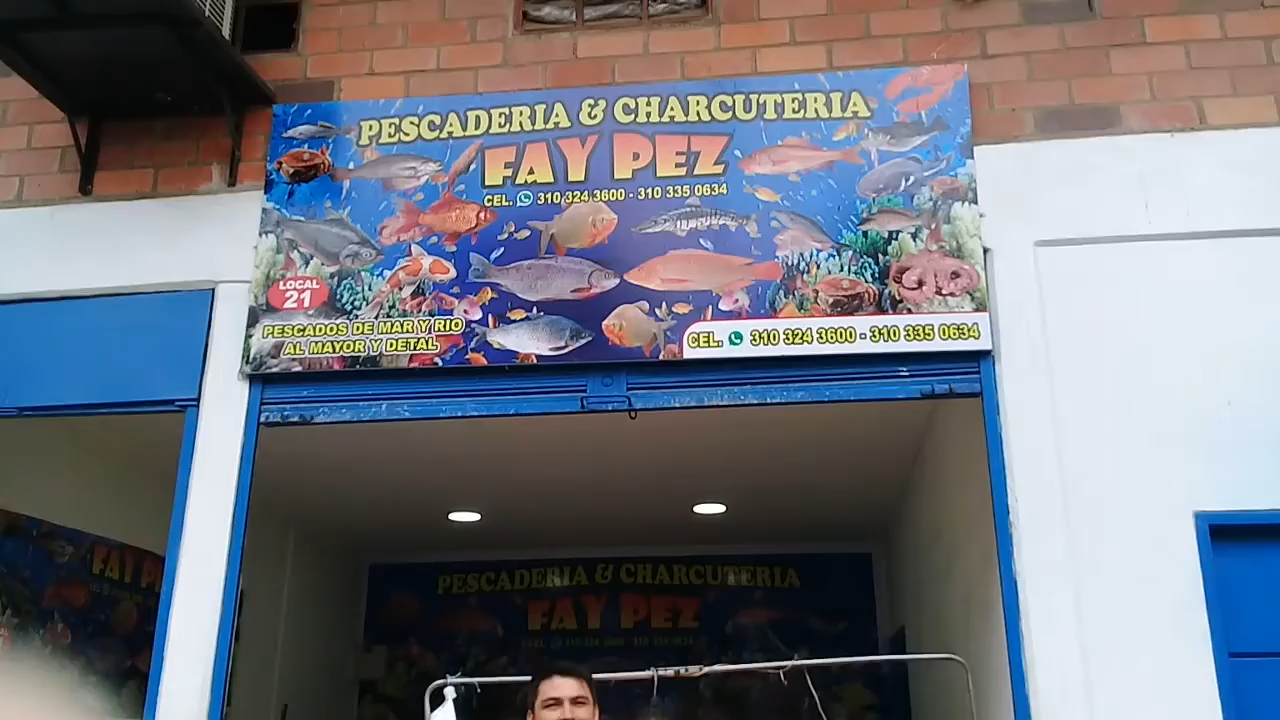 PESCADERIA & CHARCUTERIA
FAY PEZ
CEL. 310 324 3600 - 310 335 0634
LOCAL
21
PESCADOS DE MAR Y RIO
AL MAYOR Y DETAL
CEL. 310 324 3600 - 310 335 0634
FAY P
PESCADERIA & CHARCUTERIA
FAY PEZ